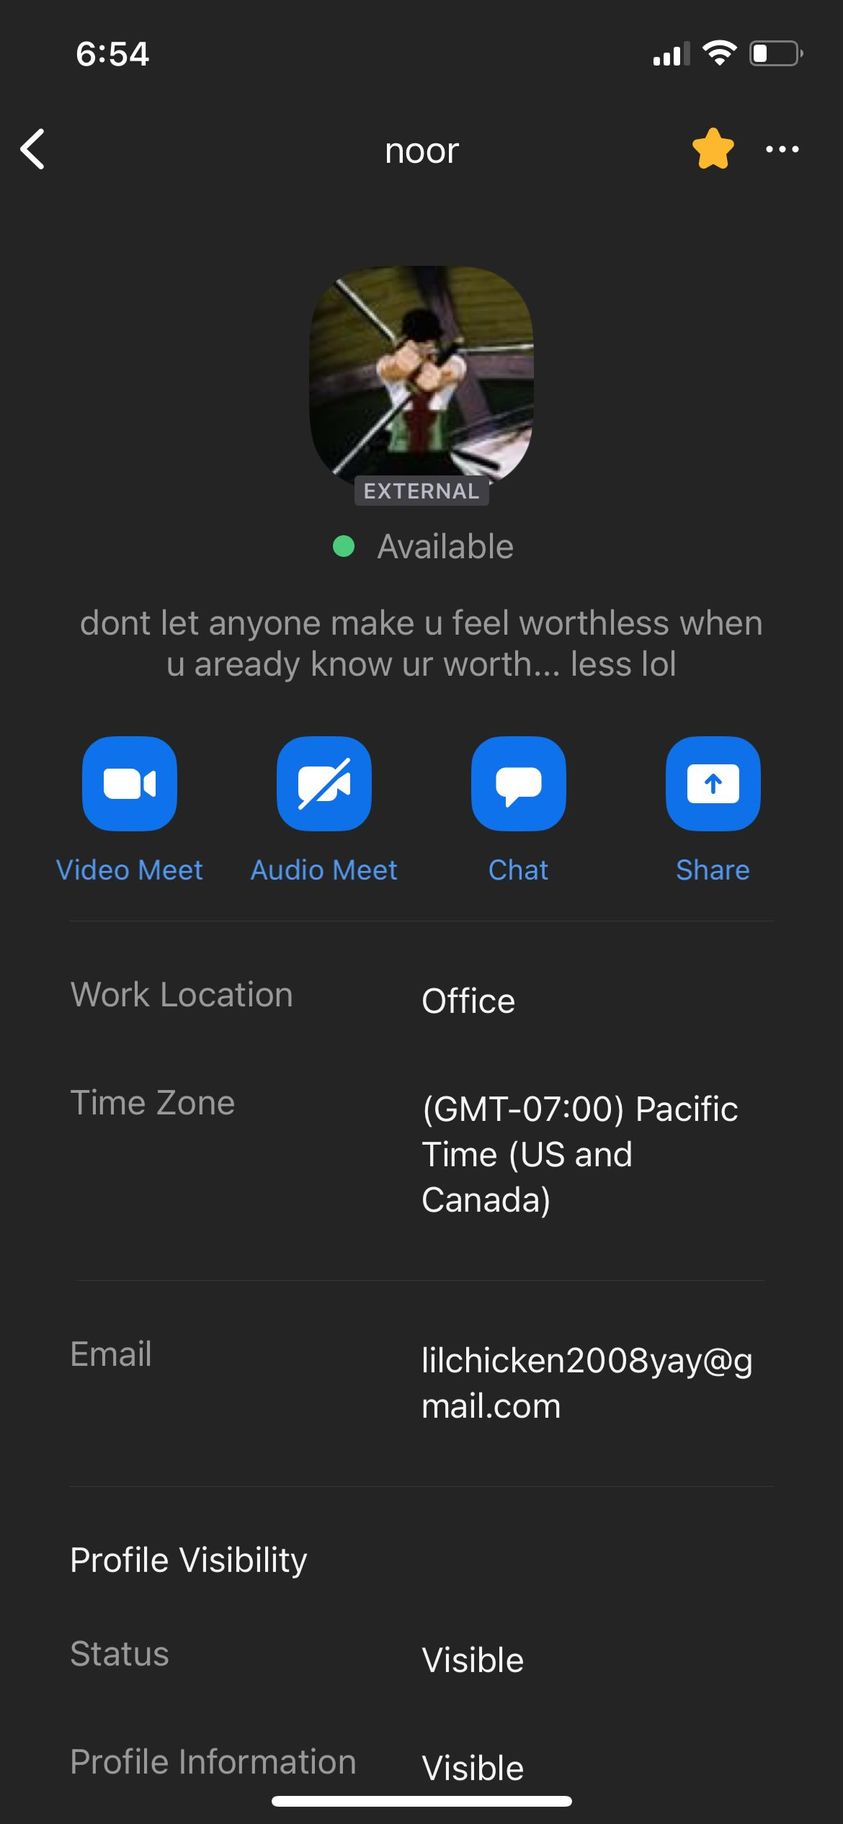 6:54
noor
EXTERNAL
Available
dont let anyone make u feel worthless when
u aready know ur worth... less lol
Video Meet
Audio Meet
Chat
Share
Work Location
Office
Time Zone
(GMT-07:00) Pacific
Time (US and
Canada)
Email
lilchicken2008yay@g
mail.com
Profile Visibility
Status
Visible
Profile Information
Visible